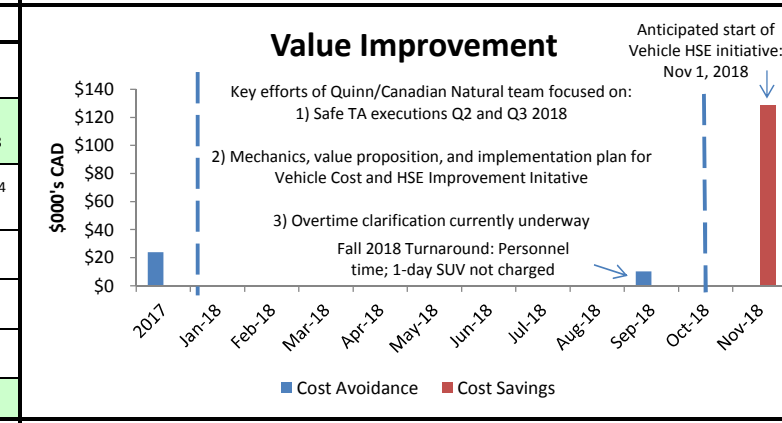 Value Improvement
Anticipated start of
Vehicle HSE initiative:
Nov 1, 2018
Key efforts of Quinn/Canadian Natural team focused on:
1) Safe TA executions Q2 and Q3 2018
2) Mechanics, value proposition, and implementation plan for
Vehicle Cost and HSE Improvement Initative
3) Overtime clarification currently underway
Fall 2018 Turnaround: Personnel
time; 1-day SUV not charged
$000's CAD
$140
$120
$100
$80
$60
$40
$20
$0
2017 Jan-18 Feb-18 Mar-18 Apr-18 May-18 Jun-18 Jul-18 Aug-18 Sep-18 Oct-18 Nov-18
Cost Avoidance Cost Savings
4